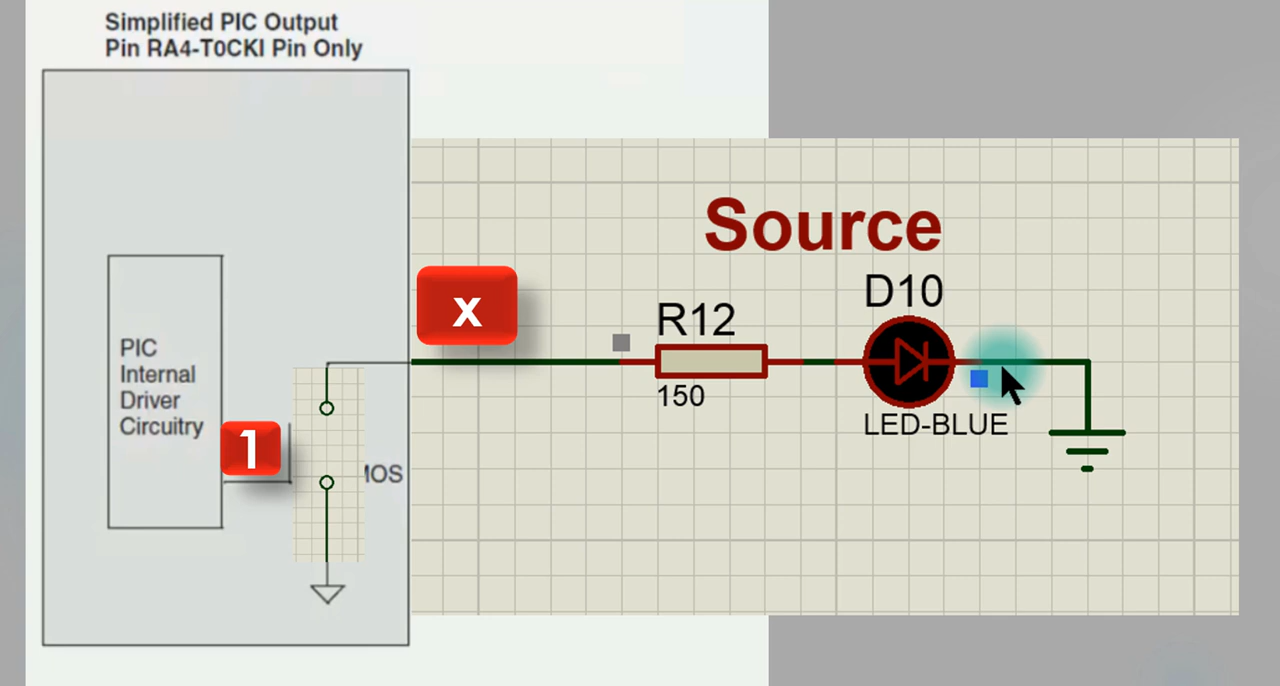 Simplified PIC Output
Pin RA4-T0CKI Pin Only
Source
D10
x
R12
PIC
Internal
Driver
Circuitry
150
LED-BLUE
1
MOS